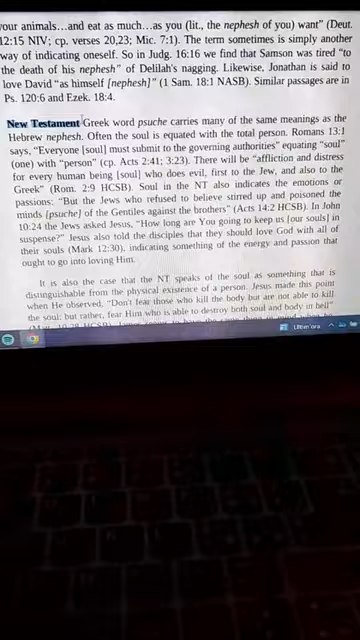 your animals…and eat as much…as you (lit., the nephesh of you) want” (Deut.
12:15 NIV; cp. verses 20,23; Mic. 7:1). The term sometimes is simply another
way of indicating oneself. So in Judg. 16:16 we find that Samson was tired “to
the death of his nephesh” of Delilah's nagging. Likewise, Jonathan is said to
love David “as himself [nephesh]” (1 Sam. 18:1 NASB). Similar passages are in
Ps. 120:6 and Ezek. 18:4.
New Testament Greek word psuche carries many of the same meanings as the
Hebrew nephesh. Often the soul is equated with the total person. Romans 13:1
says, “Everyone [soul] must submit to the governing authorities” equating “soul”
(one) with “person” (cp. Acts 2:41; 3:23). There will be “affliction and distress
for every human being [soul] who does evil, first to the Jew, and also to the
Greek” (Rom. 2:9 HCSB). Soul in the NT also indicates the emotions or
passions: “But the Jews who refused to believe stirred up and poisoned the
minds [psuche] of the Gentiles against the brothers” (Acts 14:2 HCSB). In John
10:24 the Jews asked Jesus, “How long are You going to keep us [our souls] in
suspense?” Jesus also told the disciples that they should love God with all of
their souls (Mark 12:30), indicating something of the energy and passion that
ought to go into loving Him.
It is also the case that the NT speaks of the soul as something that is
distinguishable from the physical existence of a person. Jesus made this point
when He observed, “Don't fear those who kill the body but are not able to kill
the soul; but rather, fear Him who is able to destroy both soul and body in hell”